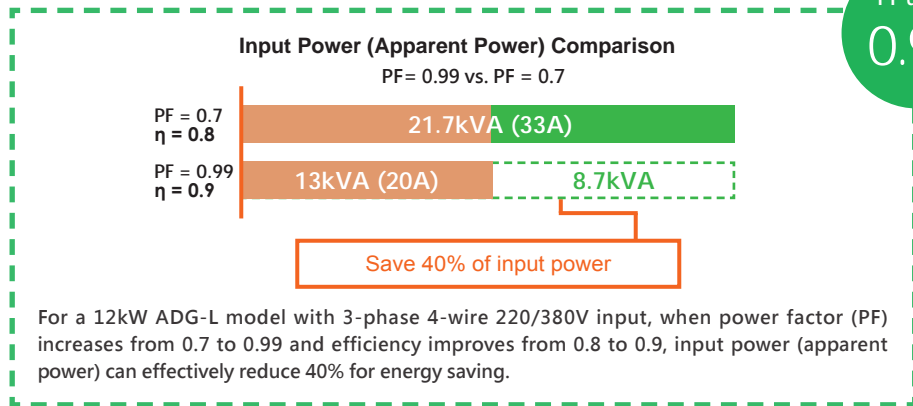 Input Power (Apparent Power) Comparison
PF= 0.99 vs. PF = 0.7
PF = 0.7
η = 0.8
21.7kVA (33A)
PF = 0.99
η = 0.9
13kVA (20A)
8.7kVA
Save 40% of input power
For a 12kW ADG-L model with 3-phase 4-wire 220/380V input, when power factor (PF)
increases from 0.7 to 0.99 and efficiency improves from 0.8 to 0.9, input power (apparent
power) can effectively reduce 40% for energy saving.